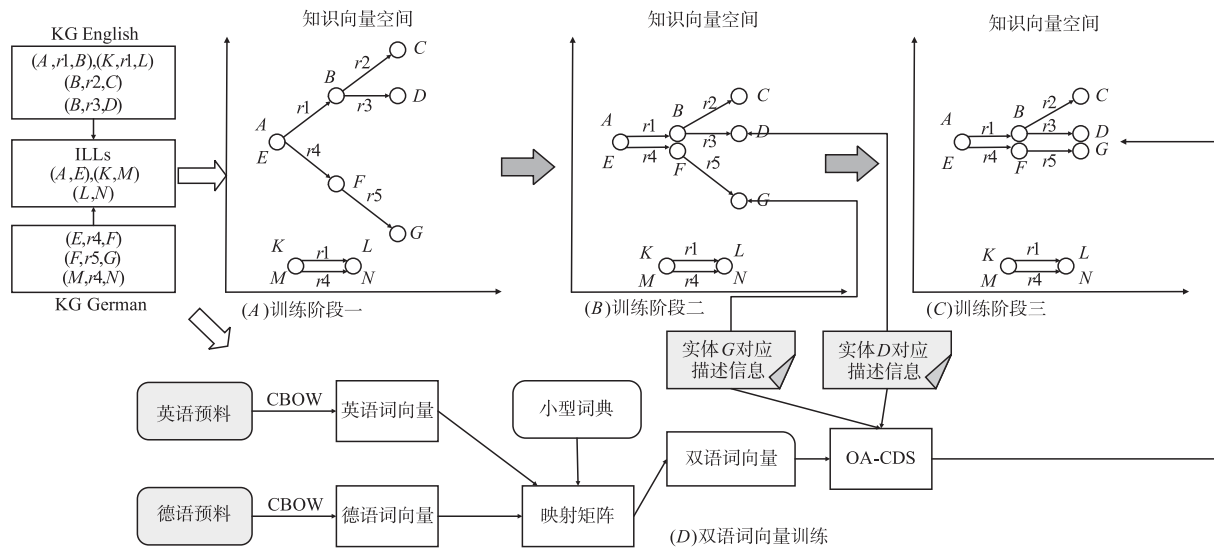 KG English
(A,r1,B),(K,r1,L)
(B,r2,C)
(B,r3,D)
ILLs
(A,E),(K,M)
(L,N)
(E,r4,F)
(F,r5,G)
(M,r4,N)
KG German
知识向量空间
C
r2
B
r3
D
r1
A
E
r4
F
r5
G
K
r1
L
M
r4
N
(A)训练阶段一
知识向量空间
C
r2
B
A
r1
r3
D
E
r4
F
r5
G
K
r1
L
M
r4
N
(B)训练阶段二
知识向量空间
C
r2
B
A
r1
r3
D
E
r4
F
r5
G
K
r1
L
M
r4
N
(C)训练阶段三
实体G对应
描述信息
实体D对应
描述信息
英语预料
CBOW
英语词向量
小型词典
双语词向量
OA-CDS
德语预料
CBOW
德语词向量
映射矩阵
(D)双语词向量训练